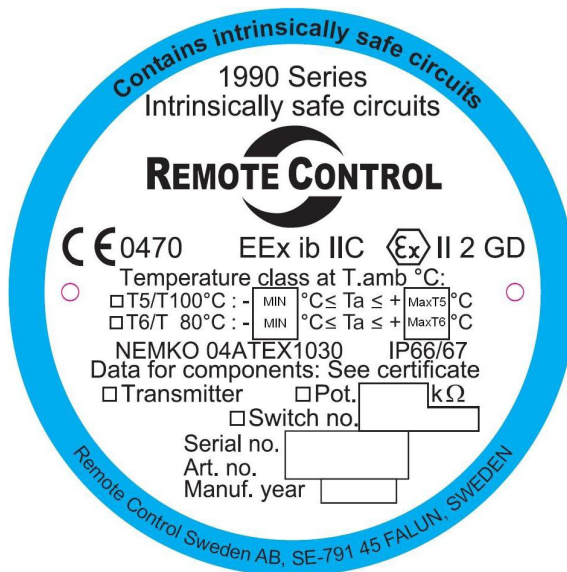 Contains intrinsically safe circuits
1990 Series
Intrinsically safe circuits
REMOTE CONTROL
CE 0470 EEx ib IIC Ex II 2 GD
Temperature class at T.amb °C:
□T5/T100°C : - MIN °C≤ Ta ≤ + MaxT5 °C
□T6/T 80°C : - MIN °C≤ Ta ≤ + MaxT6 °C
NEMKO 04ATEX1030 IP66/67
Data for components: See certificate
□Transmitter □Pot. kΩ
□Switch no.
Serial no.
Art. no.
Manuf. year
Remote Control Sweden AB, SE-791 45 FALUN, SWEDEN